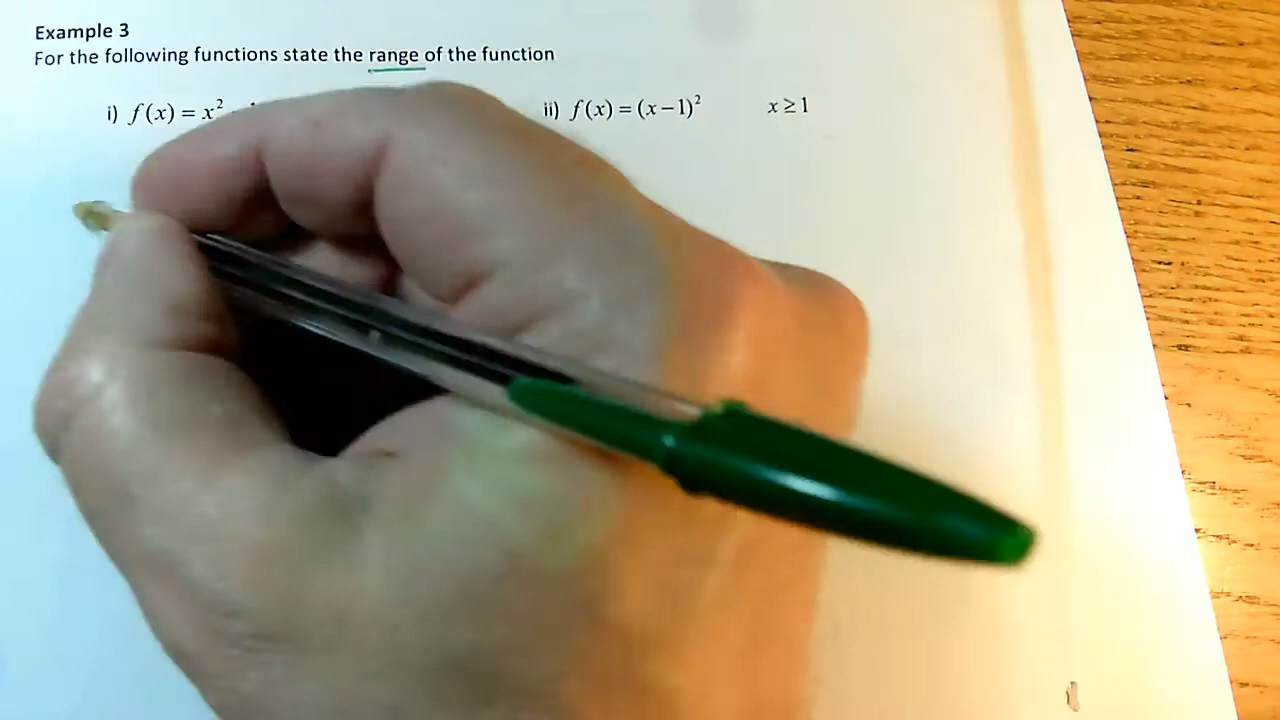 Example 3
For the following functions state the range of the function
i) f(x) = x²
ii) f(x) = (x−1)² x ≥ 1